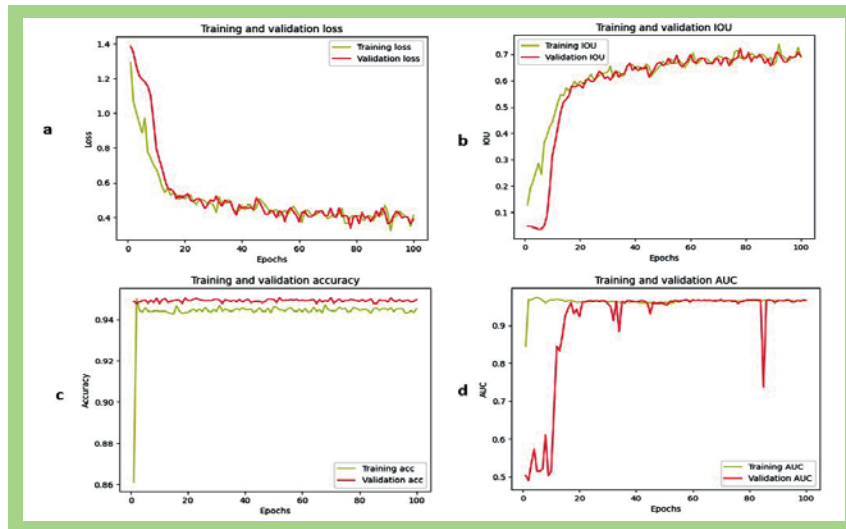 Training and validation loss
1.4
1.2
1.0
0.8
0.6
0.4
Loss
Training loss
Validation loss
0 20 40 60 80 100
Epochs
a
Training and validation IOU
0.7
0.6
0.5
0.4
0.3
0.2
0.1
IOU
Training IOU
Validation IOU
0 20 40 60 80 100
Epochs
b
Training and validation accuracy
0.94
0.92
0.90
0.88
0.86
Accuracy
Training acc
Validation acc
0 20 40 60 80 100
Epochs
c
Training and validation AUC
0.9
0.8
0.7
0.6
0.5
AUC
Training AUC
Validation AUC
0 20 40 60 80 100
Epochs
d